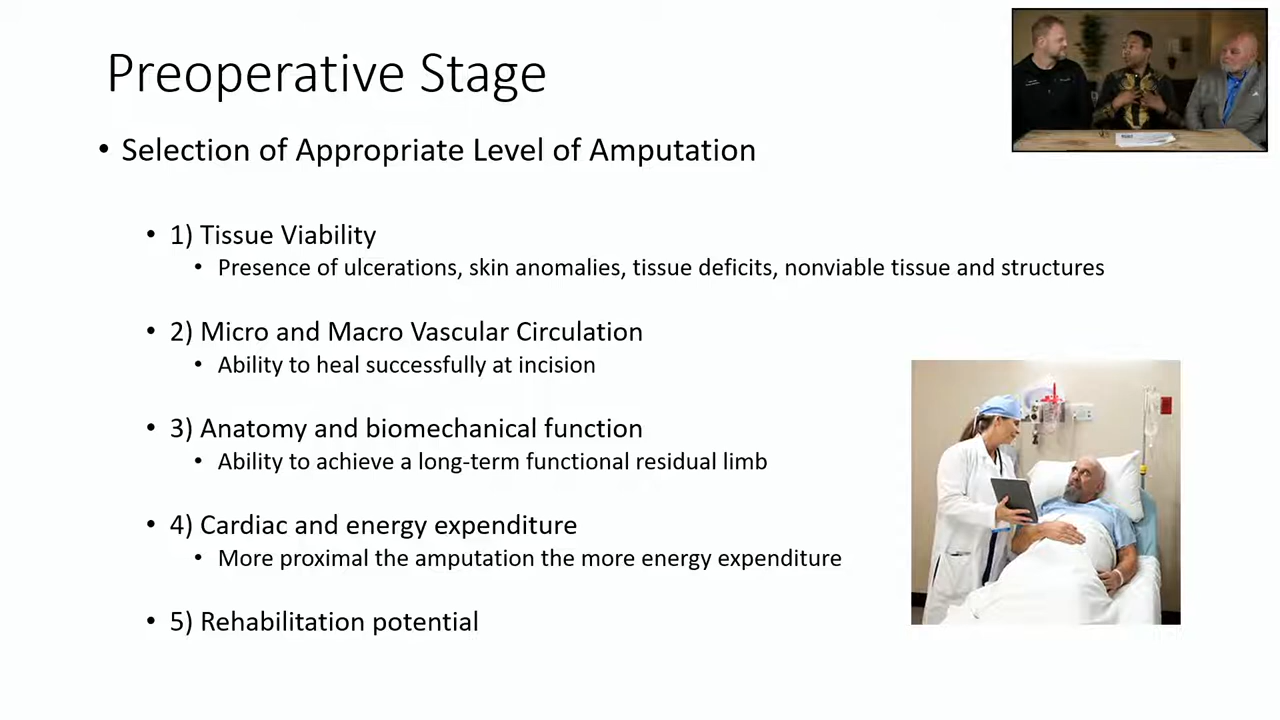 Preoperative Stage
• Selection of Appropriate Level of Amputation
• 1) Tissue Viability
• Presence of ulcerations, skin anomalies, tissue deficits, nonviable tissue and structures
• 2) Micro and Macro Vascular Circulation
• Ability to heal successfully at incision
• 3) Anatomy and biomechanical function
• Ability to achieve a long-term functional residual limb
• 4) Cardiac and energy expenditure
• More proximal the amputation the more energy expenditure
• 5) Rehabilitation potential